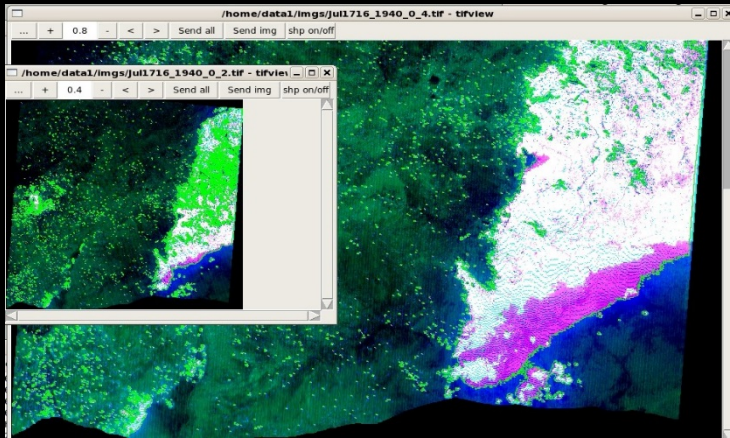 /home/data1/imgs/Jul1716_1940_0_4.tif - tifview
... + 0.8 - < > Send all Send img shp on/off
/home/data1/imgs/Jul1716_1940_0_2.tif - tifview
... + 0.4 - < > Send all Send img shp on/off